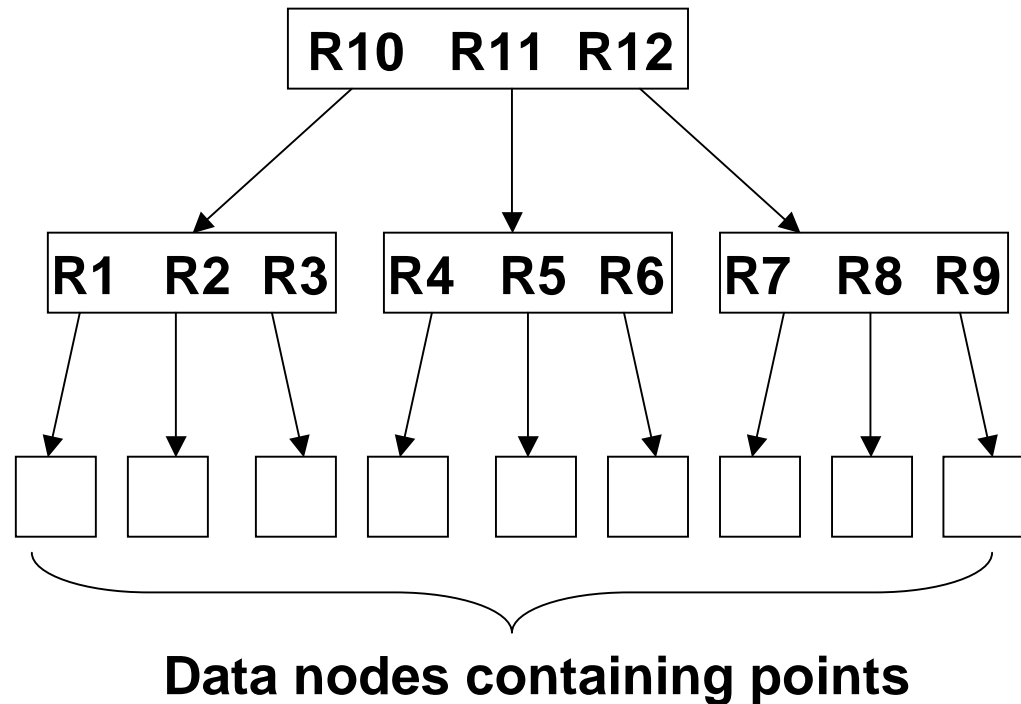 R10 R11 R12
R1 R2 R3 R4 R5 R6 R7 R8 R9
Data nodes containing points